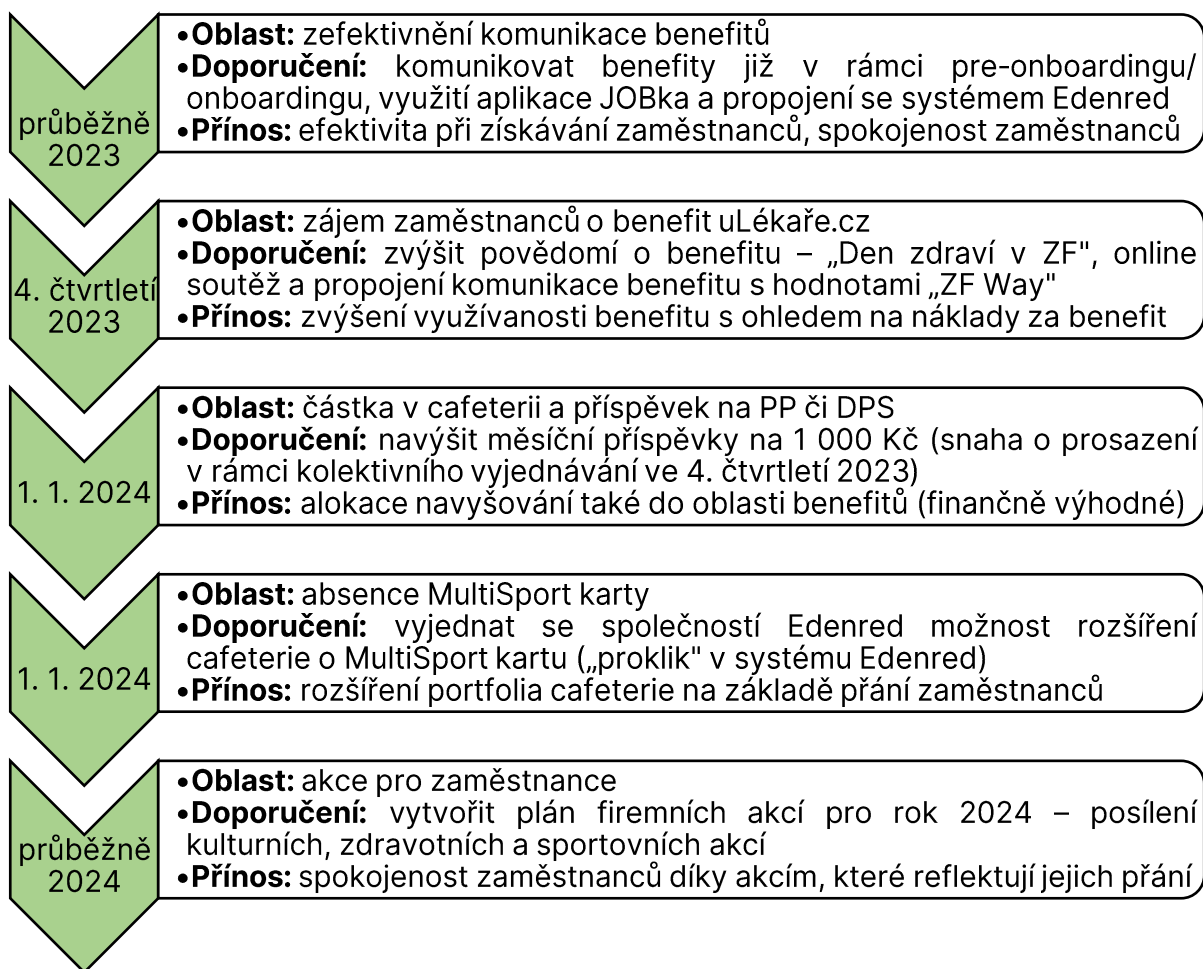 •Oblast: zefektivnění komunikace benefitů
•Doporučení: komunikovat benefity již v rámci pre-onboardingu/
onboardingu, využití aplikace JOBka a propojení se systémem Edenred
•Přínos: efektivita při získávání zaměstnanců, spokojenost zaměstnanců
průběžně
2023
•Oblast: zájem zaměstnanců o benefit uLékaře.cz
•Doporučení: zvýšit povědomí o benefitu – „Den zdraví v ZF", online
soutěž a propojení komunikace benefitu s hodnotami „ZF Way"
•Přínos: zvýšení využívanosti benefitu s ohledem na náklady za benefit
4. čtvrtletí
2023
•Oblast: částka v cafeterii a příspěvek na PP či DPS
•Doporučení: navýšit měsíční příspěvky na 1 000 Kč (snaha o prosazení
v rámci kolektivního vyjednávání ve 4. čtvrtletí 2023)
•Přínos: alokace navyšování také do oblasti benefitů (finančně výhodné)
1. 1. 2024
•Oblast: absence MultiSport karty
•Doporučení: vyjednat se společností Edenred možnost rozšíření
cafeterie o MultiSport kartu („proklik" v systému Edenred)
•Přínos: rozšíření portfolia cafeterie na základě přání zaměstnanců
1. 1. 2024
•Oblast: akce pro zaměstnance
•Doporučení: vytvořit plán firemních akcí pro rok 2024 – posílení
kulturních, zdravotních a sportovních akcí
•Přínos: spokojenost zaměstnanců díky akcím, které reflektují jejich přání
průběžně
2024